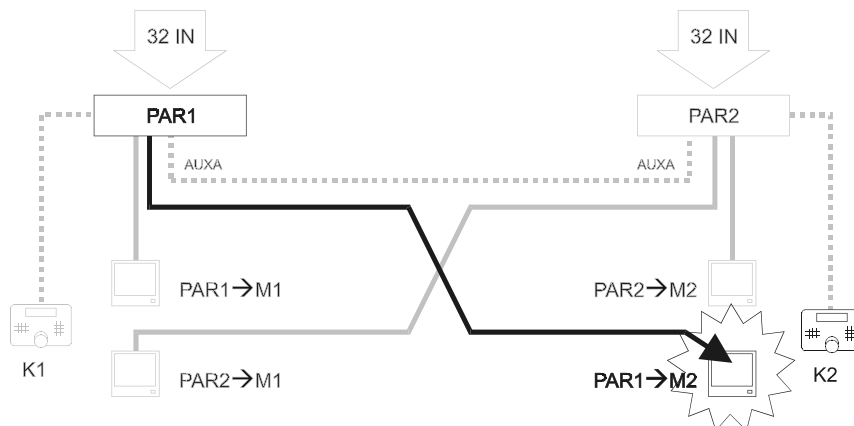 32 IN
32 IN
PAR1
PAR2
AUXA
AUXA
PAR1→M1
PAR2→M2
K1
PAR2→M1
PAR1→M2
K2